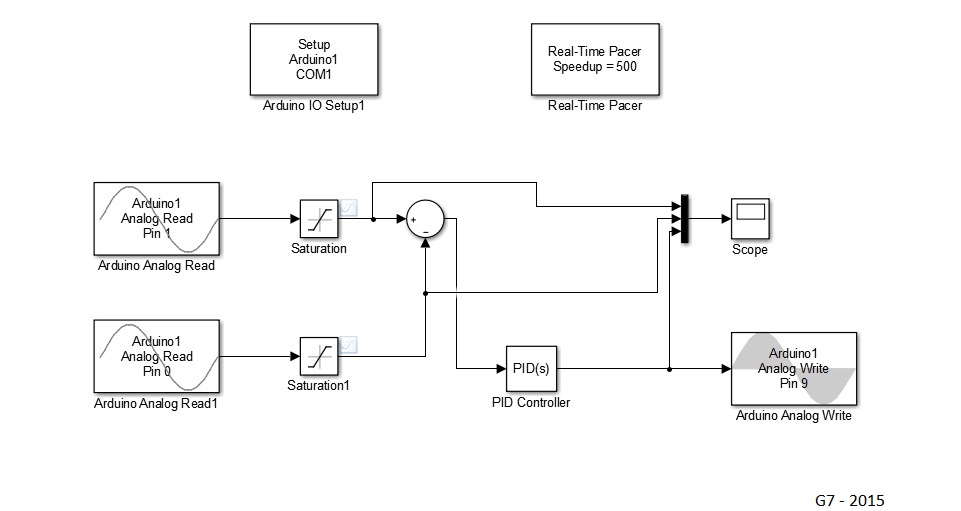 Setup
Arduino1
COM1
Arduino IO Setup1
Real-Time Pacer
Speedup = 500
Real-Time Pacer
Arduino1
Analog Read
Pin 1
Arduino Analog Read
Saturation
+
−
Scope
Arduino1
Analog Read
Pin 0
Arduino Analog Read1
Saturation1
PID(s)
PID Controller
Arduino1
Analog Write
Pin 9
Arduino Analog Write
G7 - 2015